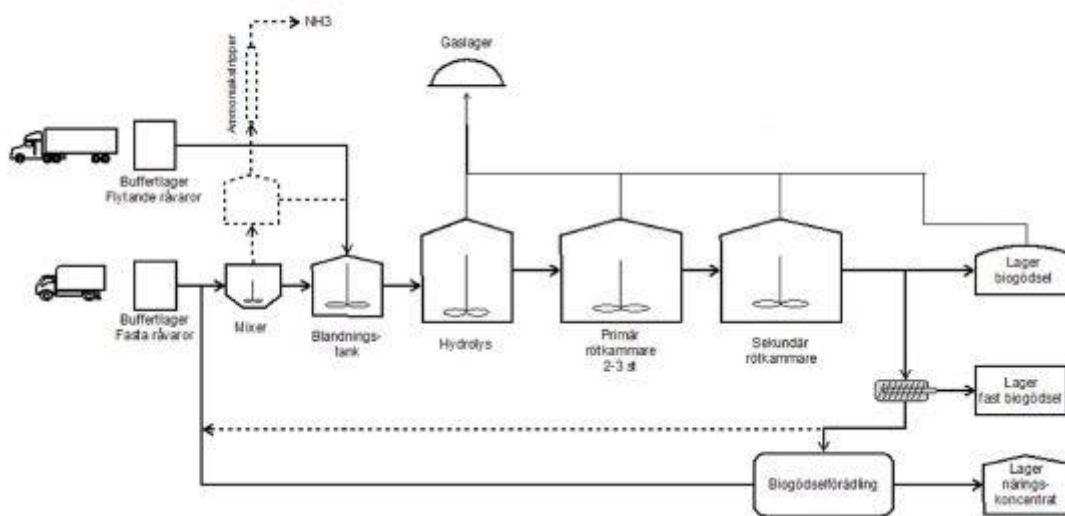 NH3
Ammoniakstripper
Gaslager
Buffertlager
Flytande råvaror
Buffertlager
Fasta råvaror
Mixer
Blandnings-
tank
Hydrolys
Primär
rötkammare
2-3 st
Sekundär
rötkammare
Lager
biogödsel
Lager
fast biogödsel
Biogödselförädling
Lager
närings-
koncentrat